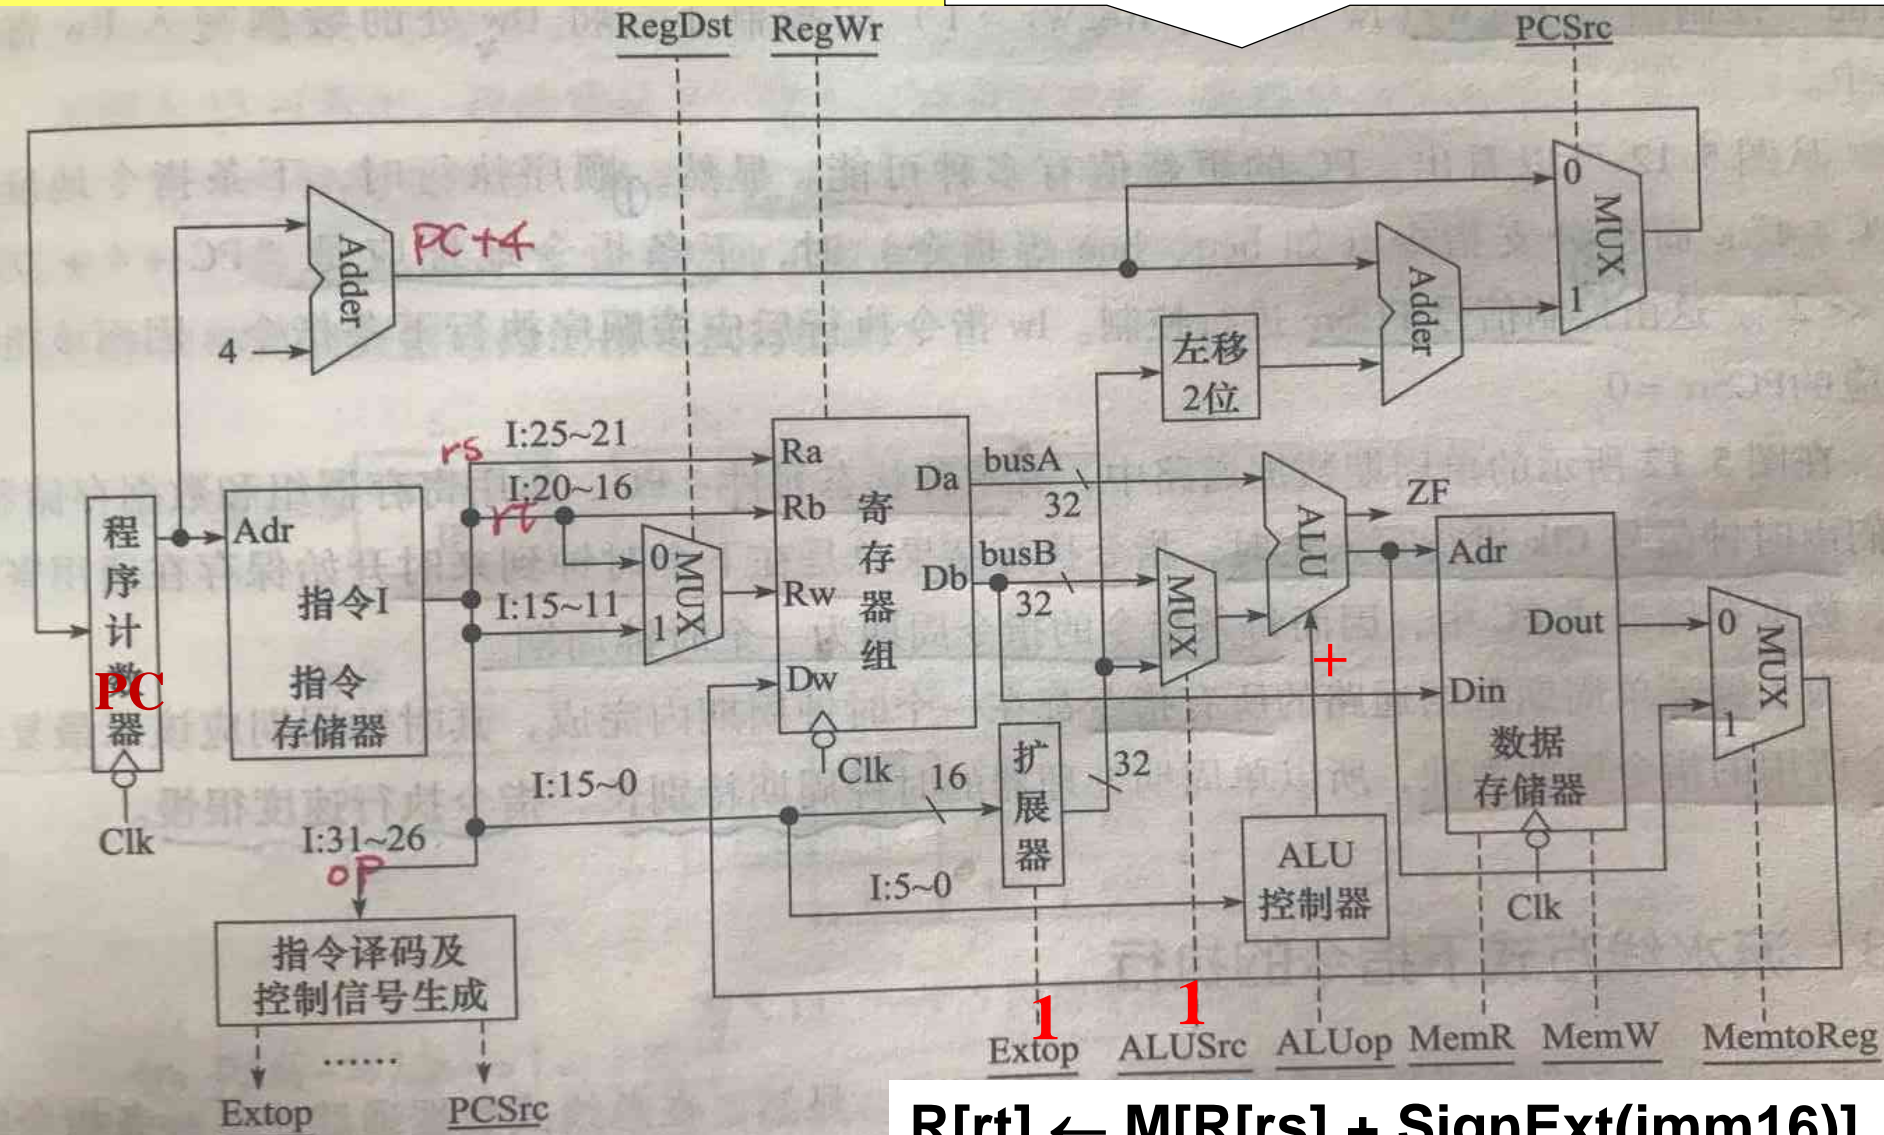 RegDst RegWr PCSrc
0
MUX
1
Adder
PC+4
4
Adder
左移
2位
rs I:25~21
rt I:20~16
I:15~11
0
MUX
1
Ra
Rb
Rw
Dw
Da
Db
寄存器组
Clk
busA
32
busB
32
MUX
ALU
ZF
+
程序计数器
PC
Clk
Adr
指令I
指令
存储器
Adr
Dout
Din
数据
存储器
Clk
0
MUX
1
I:15~0
16
扩展器
32
I:31~26
op
I:5~0
ALU
控制器
指令译码及
控制信号生成
……
Extop PCSrc
1 1
Extop ALUSrc ALUop MemR MemW MemtoReg
R[rt] ← M[R[rs] + SignExt(imm16)]